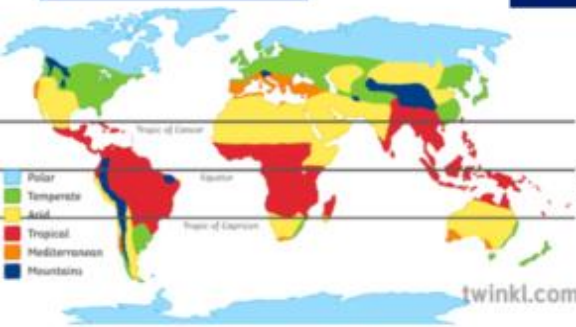 Tropic of Cancer
Equator
Tropic of Capricorn
Polar
Temperate
Arid
Tropical
Mediterranean
Mountains
twinkl.com